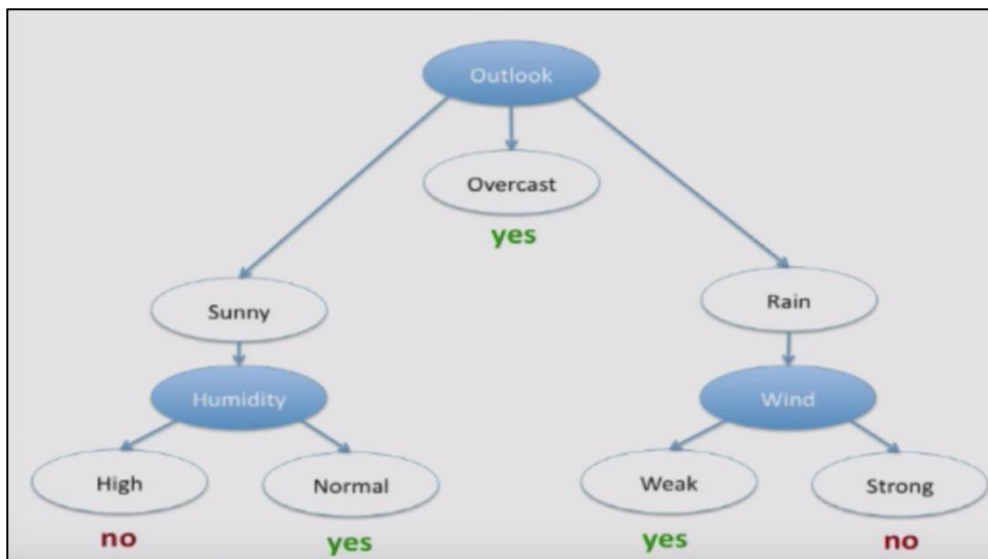 Outlook
Overcast
yes
Sunny
Rain
Humidity
Wind
High
Normal
Weak
Strong
no
yes
yes
no